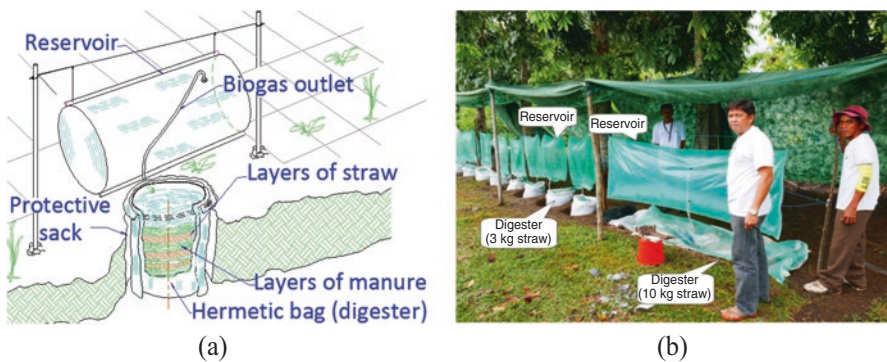 Reservoir
Biogas outlet
Layers of straw
Protective
sack
Layers of manure
Hermetic bag (digester)
(a)
Reservoir
Reservoir
Digester
(3 kg straw)
Digester
(10 kg straw)
(b)